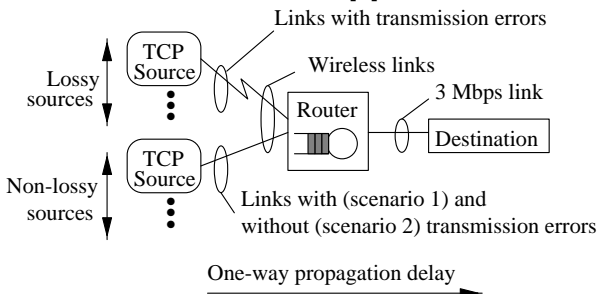 Links with transmission errors
TCP
Source
Lossy
sources
Wireless links
3 Mbps link
Router
Destination
TCP
Source
Non-lossy
sources
Links with (scenario 1) and
without (scenario 2) transmission errors
One-way propagation delay